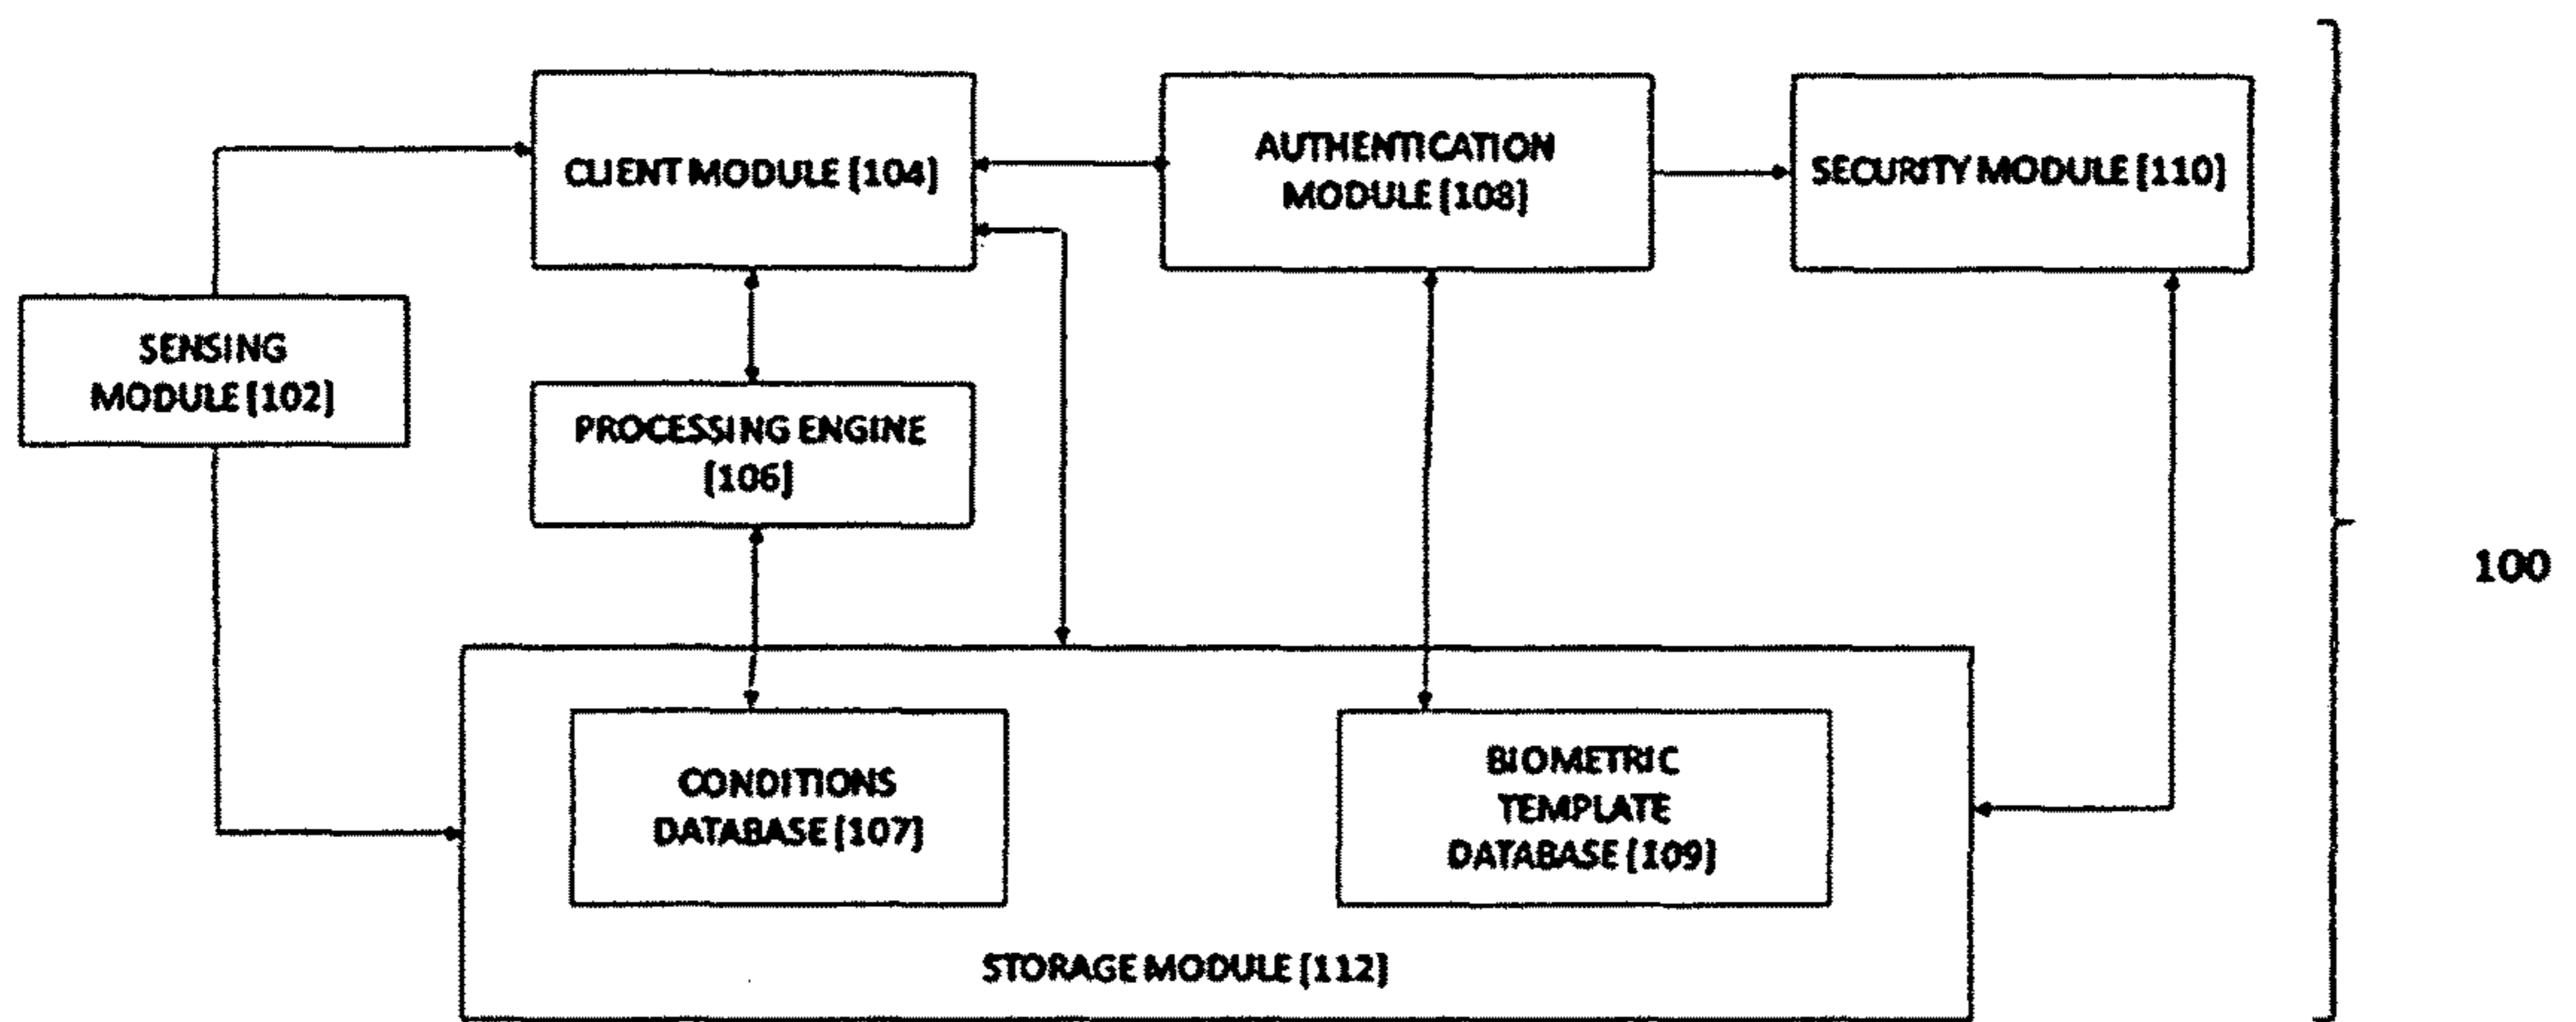 CLIENT MODULE [104]
AUTHENTICATION
MODULE [108]
SECURITY MODULE [110]
SENSING
MODULE [102]
PROCESSING ENGINE
[106]
100
CONDITIONS
DATABASE [107]
BIOMETRIC
TEMPLATE
DATABASE [109]
STORAGE MODULE [112]